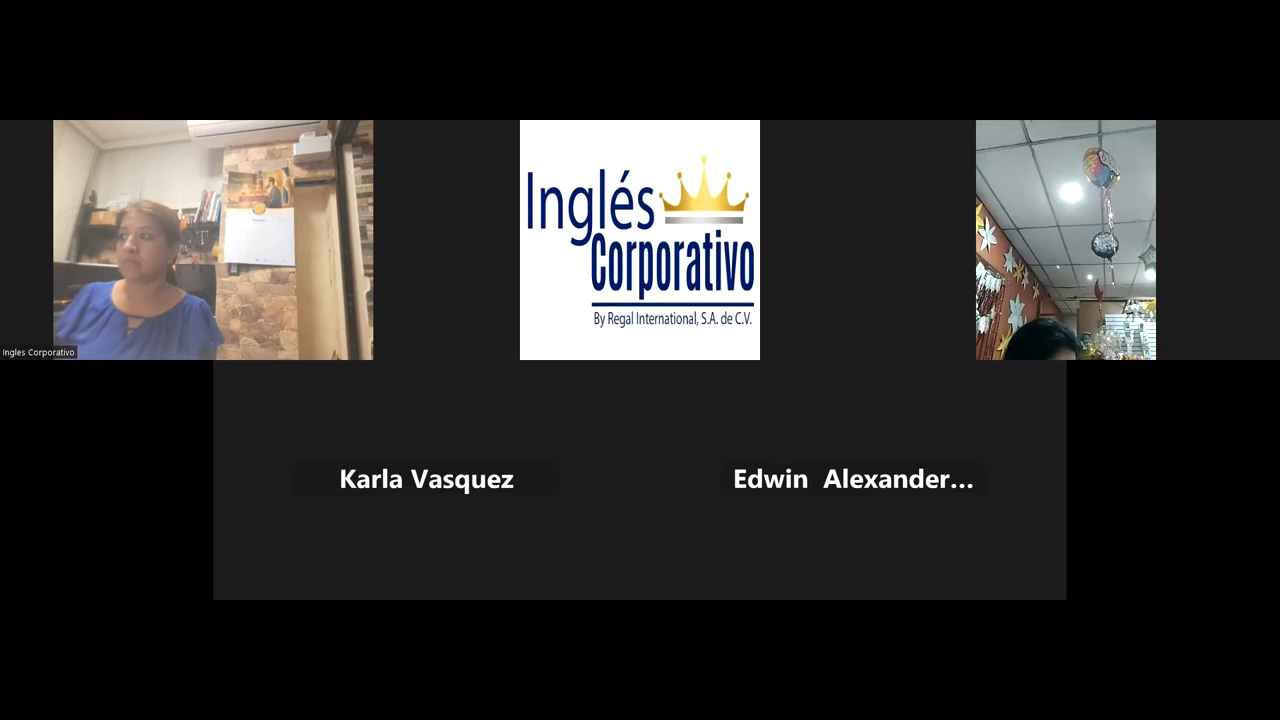 Ingles Corporativo
Inglés
Corporativo
By Regal International, S.A. de C.V.
Karla Vasquez
Edwin  Alexander...